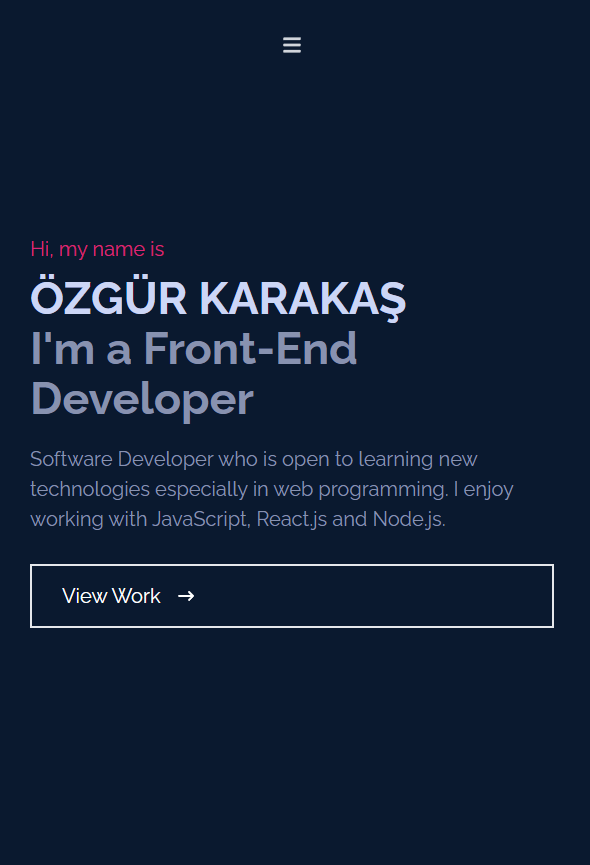 Hi, my name is
ÖZGÜR KARAKAŞ
I'm a Front-End
Developer
Software Developer who is open to learning new
technologies especially in web programming. I enjoy
working with JavaScript, React.js and Node.js.
View Work